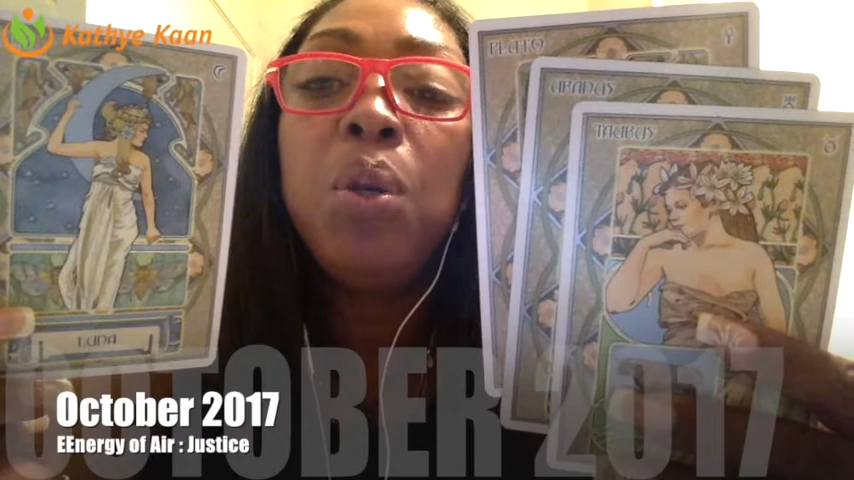 Kathye Kaan
PLUTO
URANUS
TAURUS
LUNA
OCTOBER 2017
October 2017
EEnergy of Air : Justice